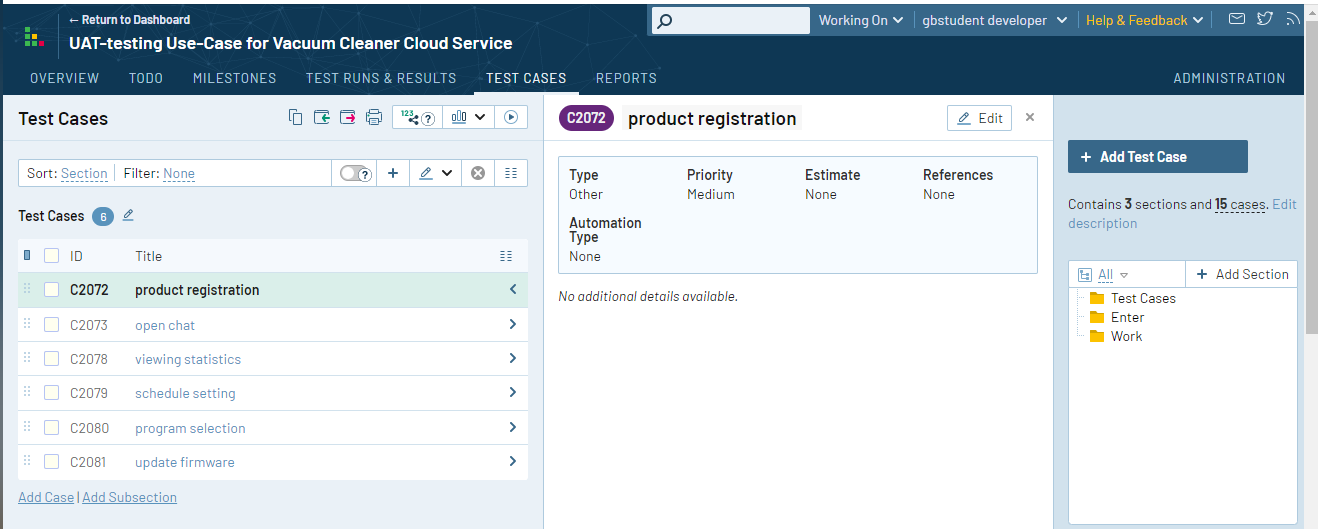 ← Return to Dashboard
UAT-testing Use-Case for Vacuum Cleaner Cloud Service
Working On
gbstudent developer
Help & Feedback
OVERVIEW TODO MILESTONES TEST RUNS & RESULTS TEST CASES REPORTS ADMINISTRATION
Test Cases
123
?
Sort: Section Filter: None
?
Test Cases 6
ID Title
C2072 product registration
C2073 open chat
C2078 viewing statistics
C2079 schedule setting
C2080 program selection
C2081 update firmware
Add Case | Add Subsection
C2072 product registration
Edit
Type Priority Estimate References
Other Medium None None
Automation
Type
None
No additional details available.
+ Add Test Case
Contains 3 sections and 15 cases. Edit
description
All + Add Section
Test Cases
Enter
Work